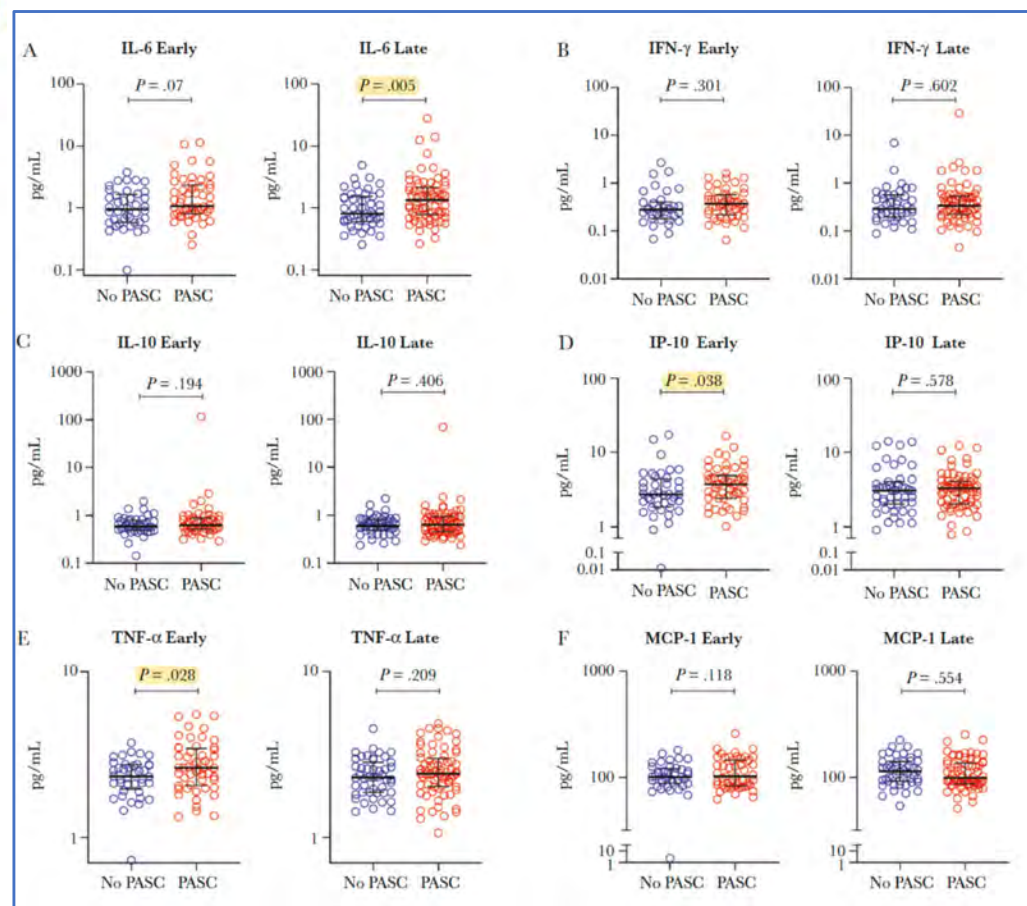 A
IL-6 Early
P = .07
100
10
1
0.1
pg/mL
No PASC
PASC
IL-6 Late
P = .005
100
10
1
0.1
pg/mL
No PASC
PASC
B
IFN-γ Early
P = .301
100
10
1
0.1
0.01
pg/mL
No PASC
PASC
IFN-γ Late
P = .602
100
10
1
0.1
0.01
pg/mL
No PASC
PASC
C
IL-10 Early
P = .194
1000
100
10
1
0.1
pg/mL
No PASC
PASC
IL-10 Late
P = .406
1000
100
10
1
0.1
pg/mL
No PASC
PASC
D
IP-10 Early
P = .038
100
10
1
0.1
0.01
pg/mL
No PASC
PASC
IP-10 Late
P = .578
100
10
1
0.1
0.01
pg/mL
No PASC
PASC
E
TNF-α Early
P = .028
10
1
pg/mL
No PASC
PASC
TNF-α Late
P = .209
10
1
pg/mL
No PASC
PASC
F
MCP-1 Early
P = .118
1000
100
10
1
pg/mL
No PASC
PASC
MCP-1 Late
P = .554
1000
100
10
1
pg/mL
No PASC
PASC